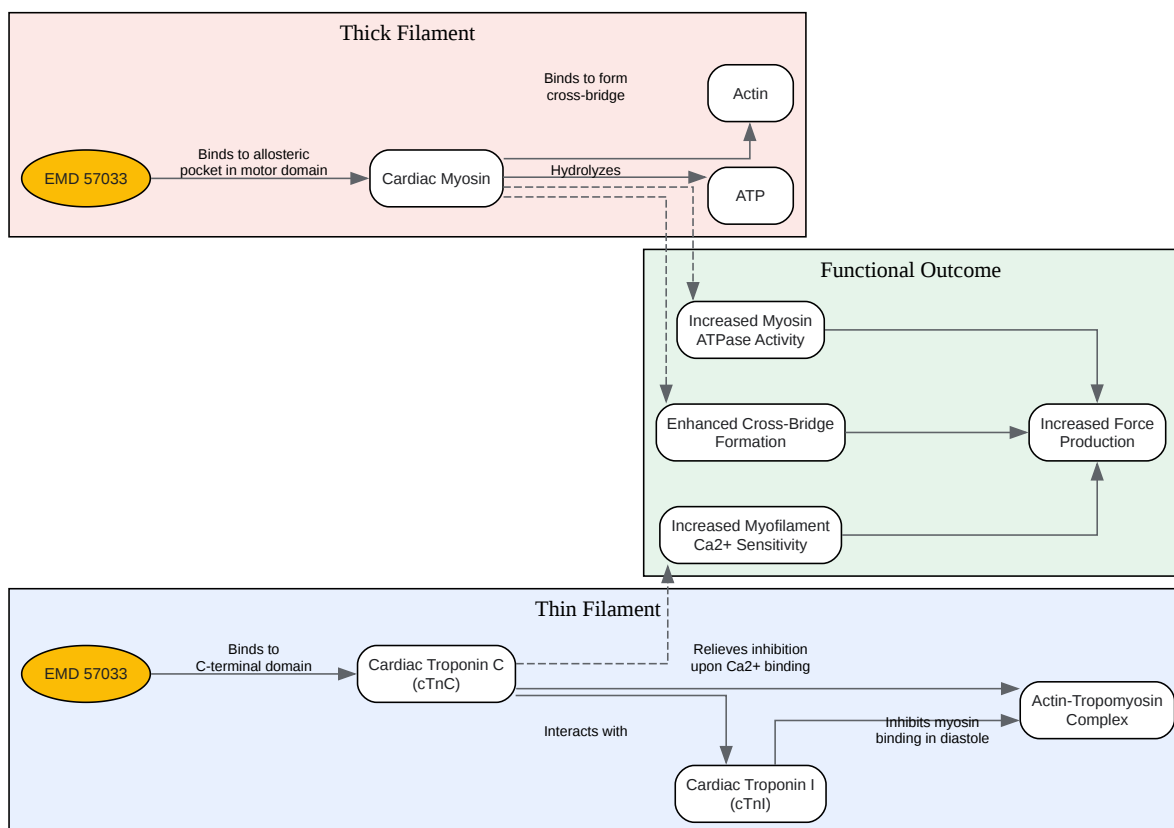 Thick Filament
Binds to form
cross-bridge
Actin
Binds to allosteric
pocket in motor domain
EMD 57033
Cardiac Myosin
Hydrolyzes
ATP
Functional Outcome
Increased Myosin
ATPase Activity
Enhanced Cross-Bridge
Formation
Increased Force
Production
Increased Myofilament
Ca2+ Sensitivity
Thin Filament
Binds to
C-terminal domain
EMD 57033
Cardiac Troponin C
(cTnC)
Relieves inhibition
upon Ca2+ binding
Actin-Tropomyosin
Complex
Interacts with
Inhibits myosin
binding in diastole
Cardiac Troponin I
(cTnI)